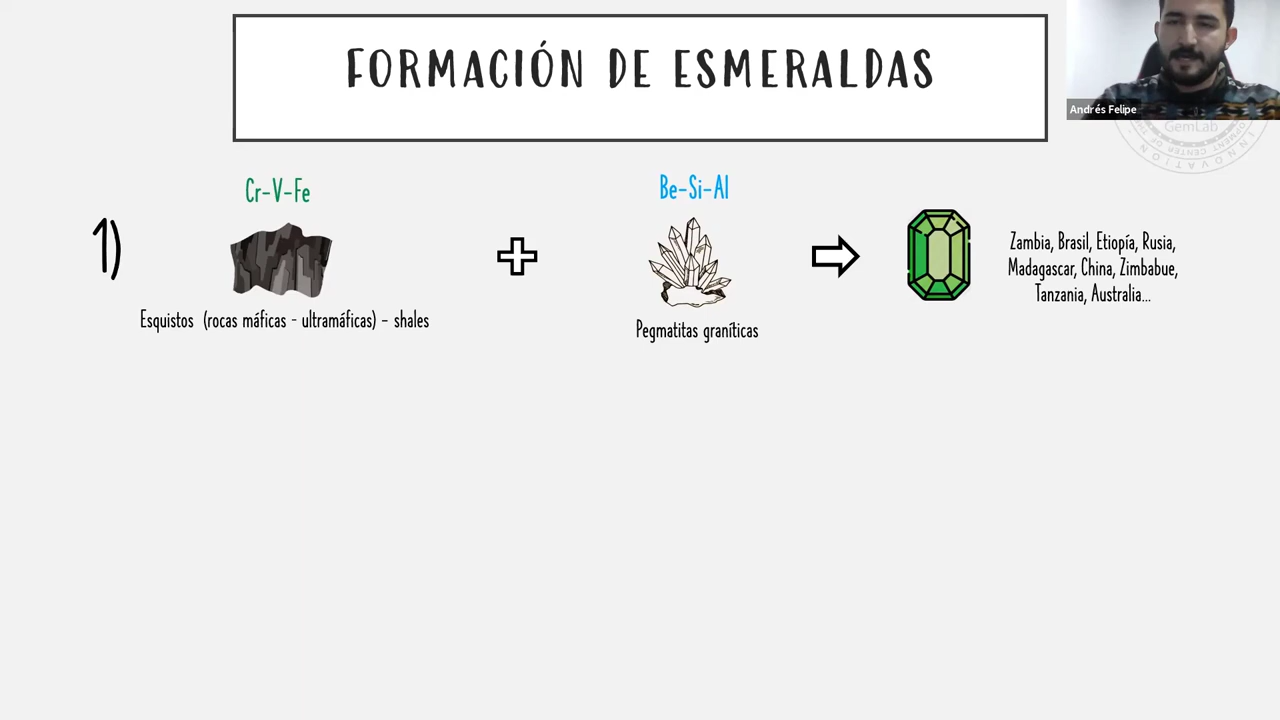 FORMACIÓN DE ESMERALDAS
Andrés Felipe
GemLab
INNOVATION
Cr-V-Fe
Be-Si-Al
1)
Zambia, Brasil, Etiopía, Rusia,
Madagascar, China, Zimbabue,
Tanzania, Australia...
Esquistos (rocas máficas - ultramáficas) - shales
Pegmatitas graníticas